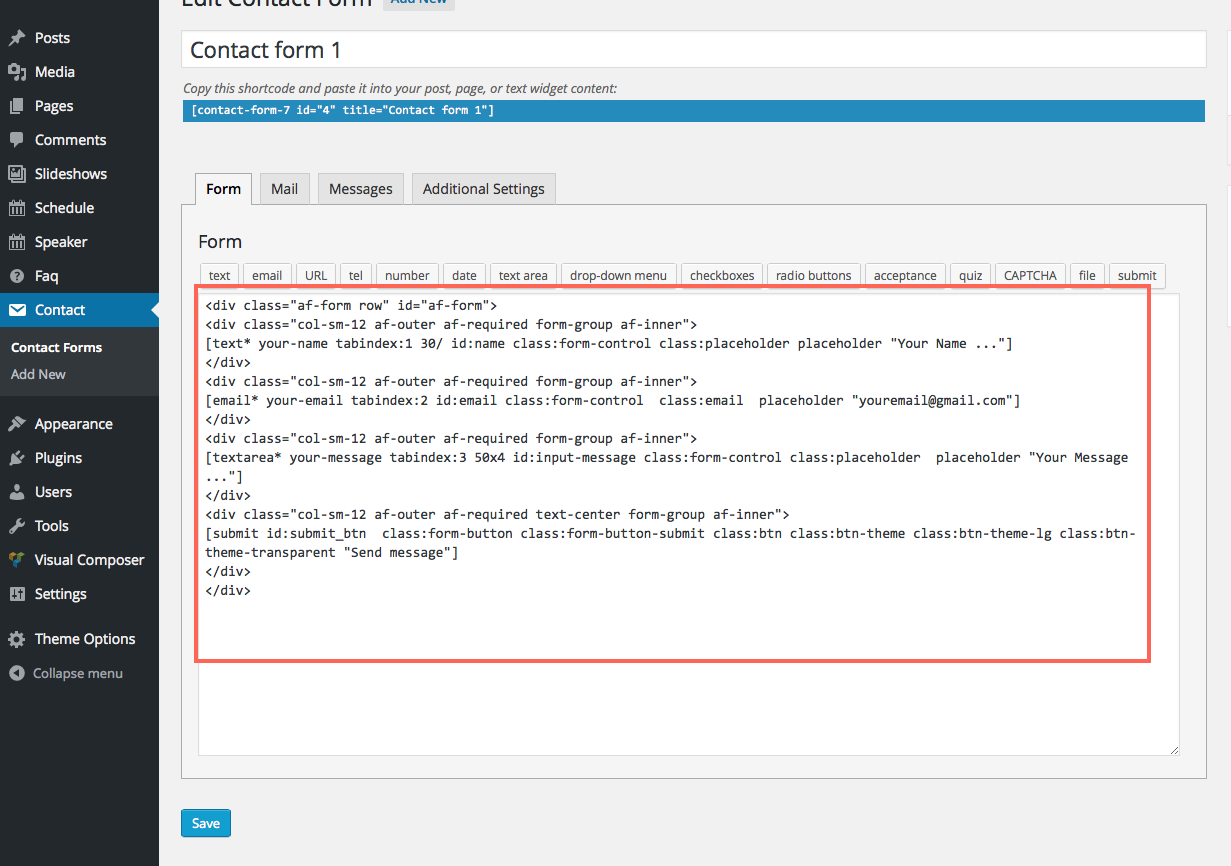 Edit Contact Form Add New
Posts
Media
Pages
Comments
Slideshows
Schedule
Speaker
Faq
Contact
Contact Forms
Add New
Appearance
Plugins
Users
Tools
Visual Composer
Settings
Theme Options
Collapse menu
Contact form 1
Copy this shortcode and paste it into your post, page, or text widget content:
[contact-form-7 id="4" title="Contact form 1"]
Form Mail Messages Additional Settings
Form
text email URL tel number date text area drop-down menu checkboxes radio buttons acceptance quiz CAPTCHA file submit
<div class="af-form row" id="af-form">
<div class="col-sm-12 af-outer af-required form-group af-inner">
[text* your-name tabindex:1 30/ id:name class:form-control class:placeholder placeholder "Your Name ..."]
</div>
<div class="col-sm-12 af-outer af-required form-group af-inner">
[email* your-email tabindex:2 id:email class:form-control  class:email  placeholder "youremail@gmail.com"]
</div>
<div class="col-sm-12 af-outer af-required form-group af-inner">
[textarea* your-message tabindex:3 50x4 id:input-message class:form-control class:placeholder  placeholder "Your Message
..."]
</div>
<div class="col-sm-12 af-outer af-required text-center form-group af-inner">
[submit id:submit_btn  class:form-button class:form-button-submit class:btn class:btn-theme class:btn-theme-lg class:btn-
theme-transparent "Send message"]
</div>
</div>
Save